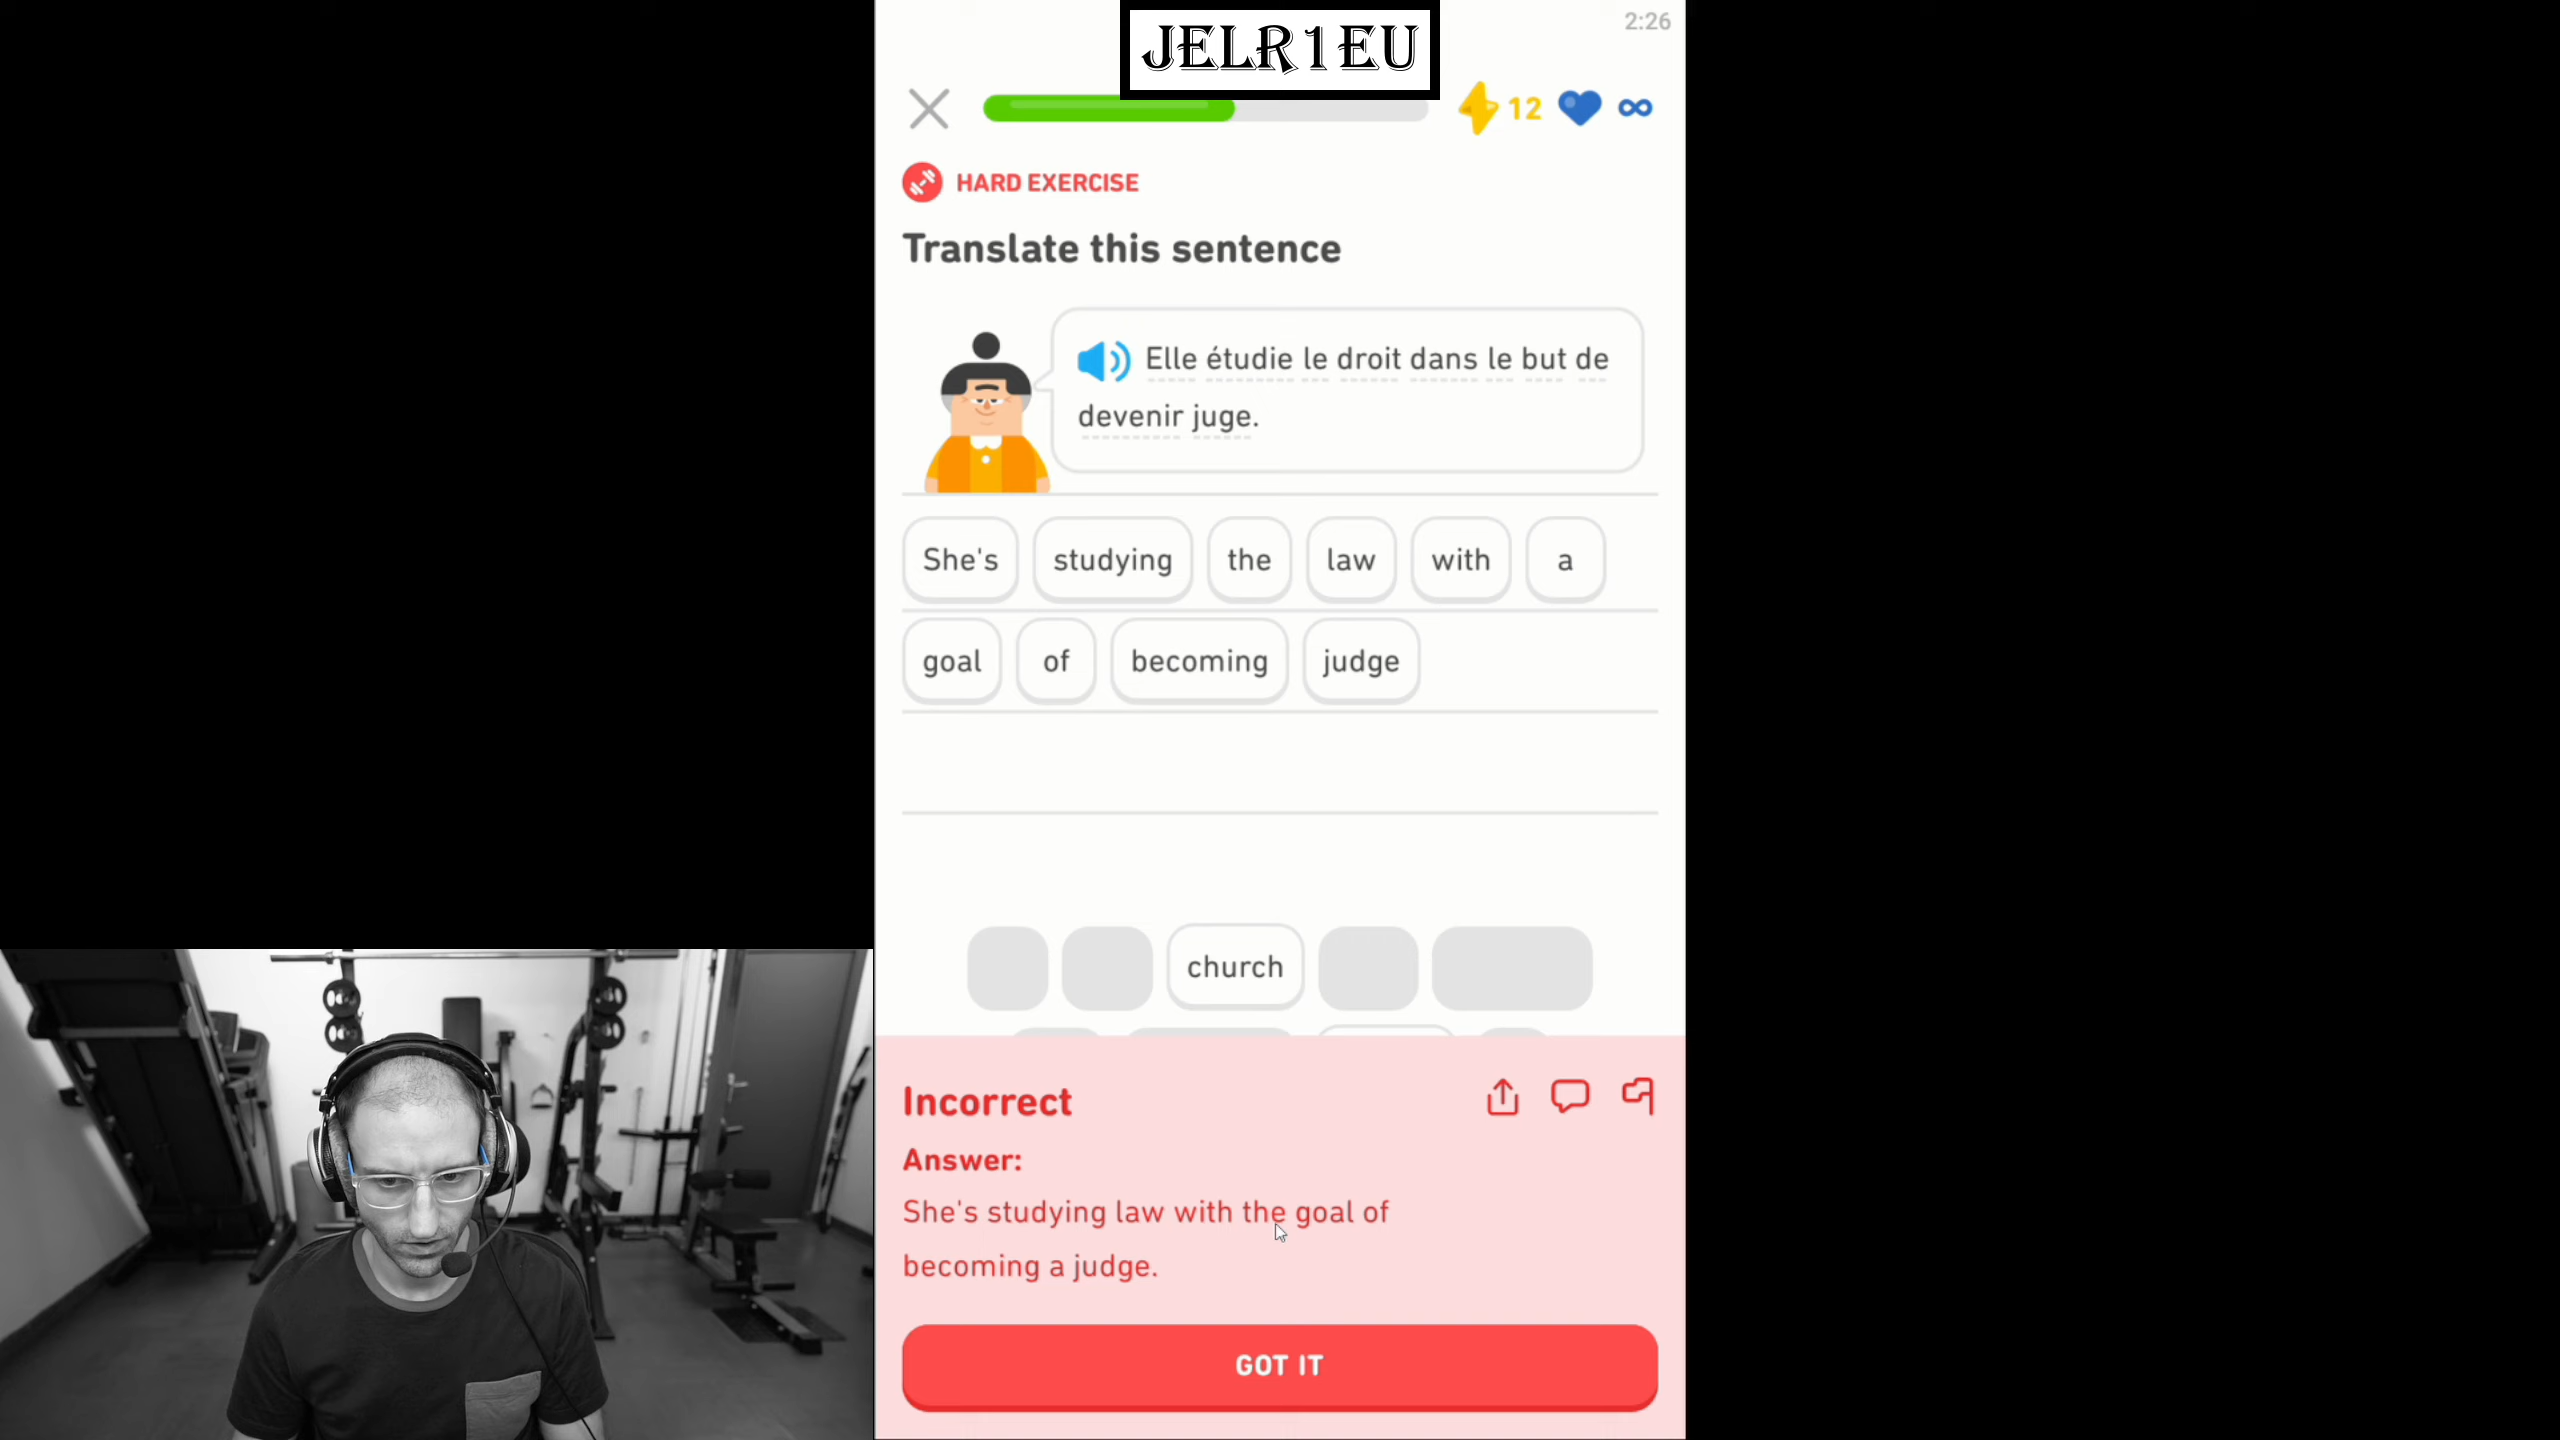 JELR1EU
2:26
12
HARD EXERCISE
Translate this sentence
Elle étudie le droit dans le but de
devenir juge.
She's studying the law with a
goal of becoming judge
church
Incorrect
Answer:
She's studying law with the goal of
becoming a judge.
GOT IT